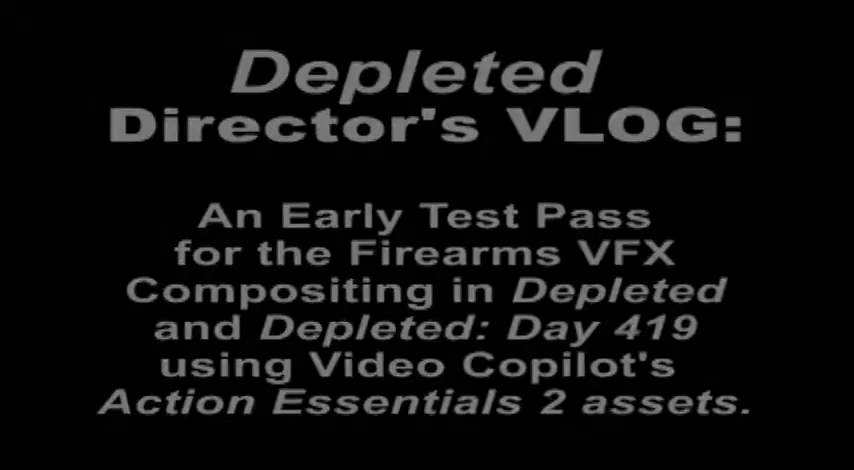 Depleted
Director's VLOG:
An Early Test Pass
for the Firearms VFX
Compositing in Depleted
and Depleted: Day 419
using Video Copilot's
Action Essentials 2 assets.